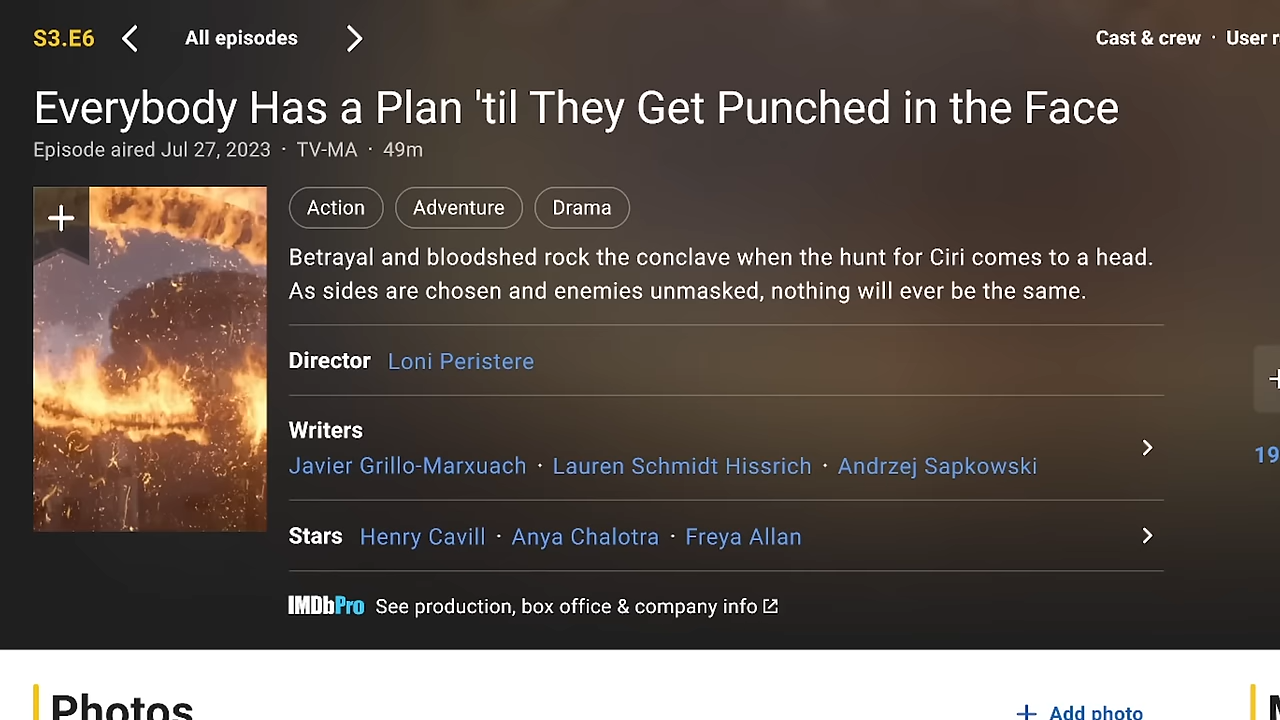 S3.E6 All episodes Cast & crew · User r
Everybody Has a Plan 'til They Get Punched in the Face
Episode aired Jul 27, 2023 · TV-MA · 49m
Action Adventure Drama
Betrayal and bloodshed rock the conclave when the hunt for Ciri comes to a head.
As sides are chosen and enemies unmasked, nothing will ever be the same.
Director Loni Peristere
Writers
Javier Grillo-Marxuach · Lauren Schmidt Hissrich · Andrzej Sapkowski
19
Stars Henry Cavill · Anya Chalotra · Freya Allan
IMDbPro See production, box office & company info
Photos + Add photo